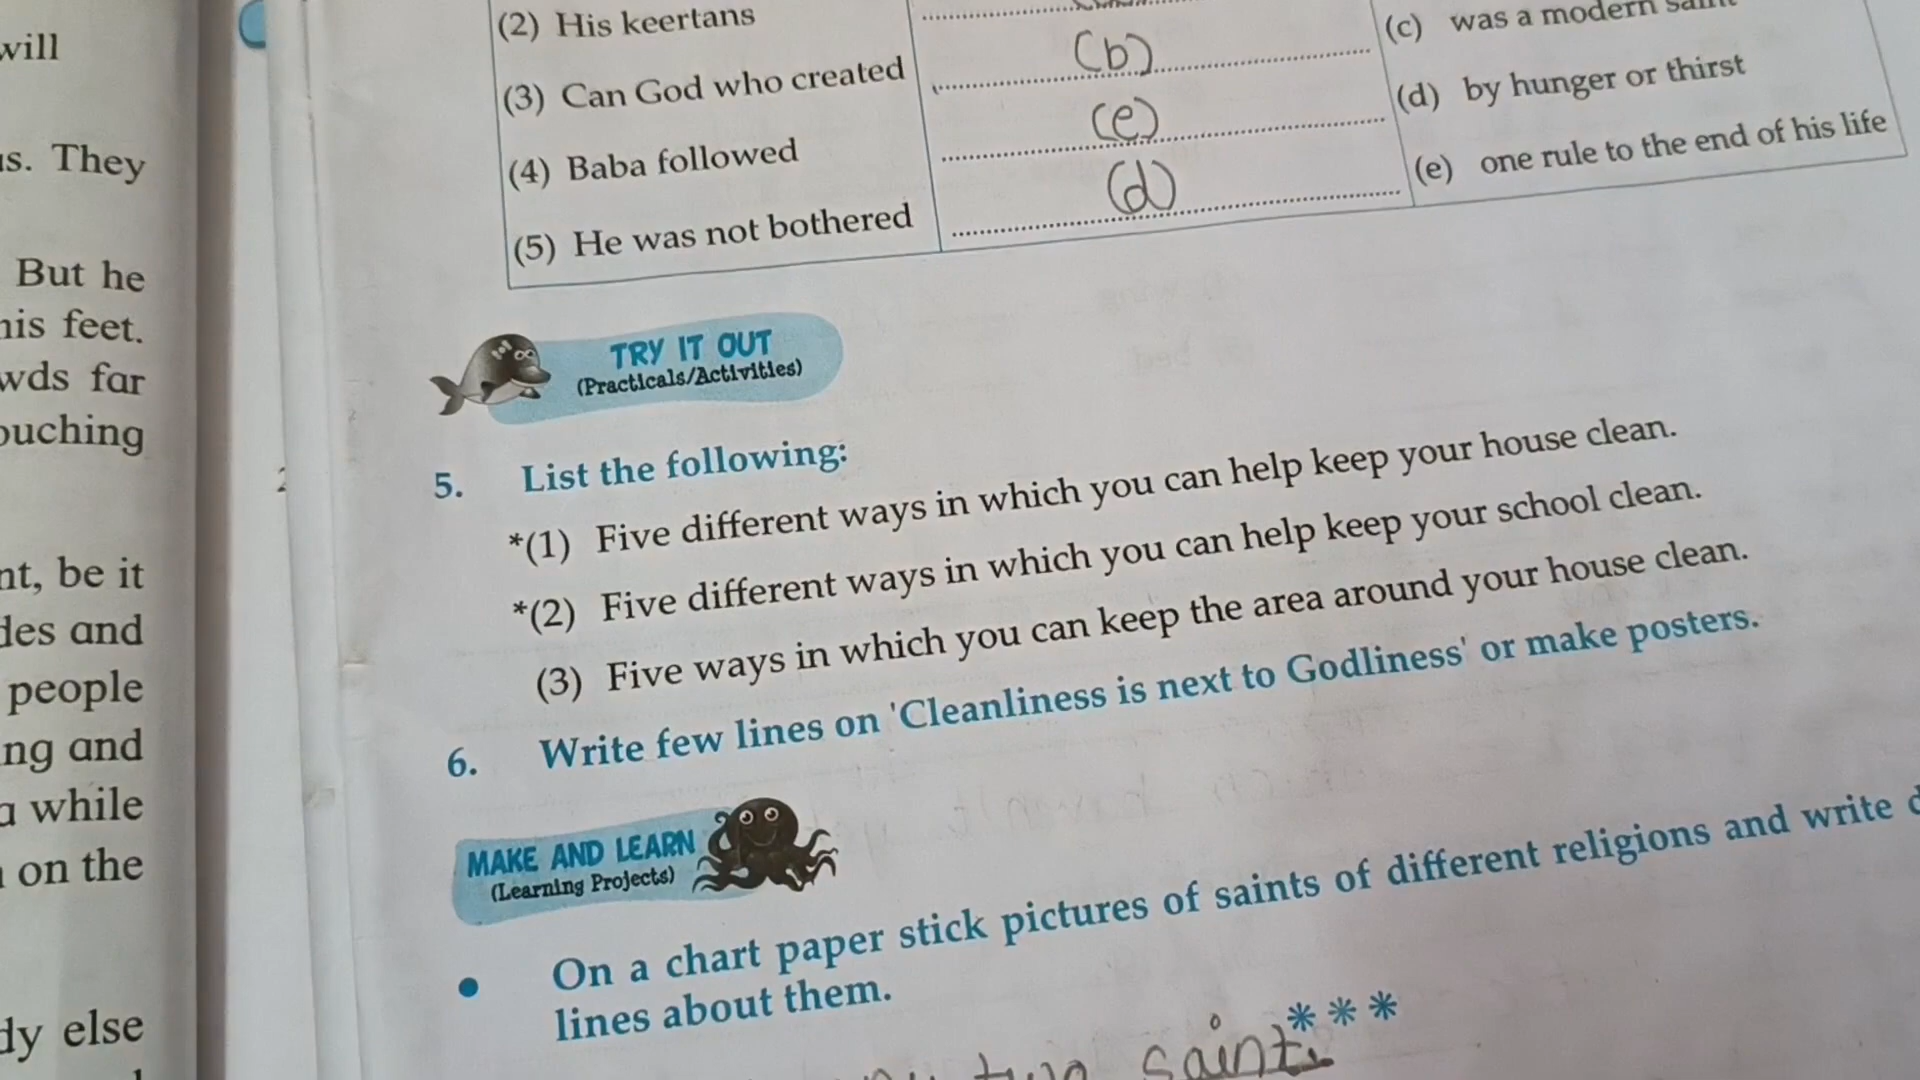 will
They
But he
feet.
far
nt, be it
and
people
ng and
while
on the
dy else
(2) His keertans
(3) Can God who created
(4) Baba followed
(5) He was not bothered
(b)
(e)
(d)
(c) was a modern
(d) by hunger or thirst
(e) one rule to the end of his life
TRY IT OUT
(Practicals/Activities)
5. List the following:
*(1) Five different ways in which you can help keep your house clean.
*(2) Five different ways in which you can help keep your school clean.
(3) Five ways in which you can keep the area around your house clean.
6. Write few lines on 'Cleanliness is next to Godliness' or make posters.
MAKE AND LEARN
(Learning Projects)
• On a chart paper stick pictures of saints of different religions and write
lines about them.
***
two saints